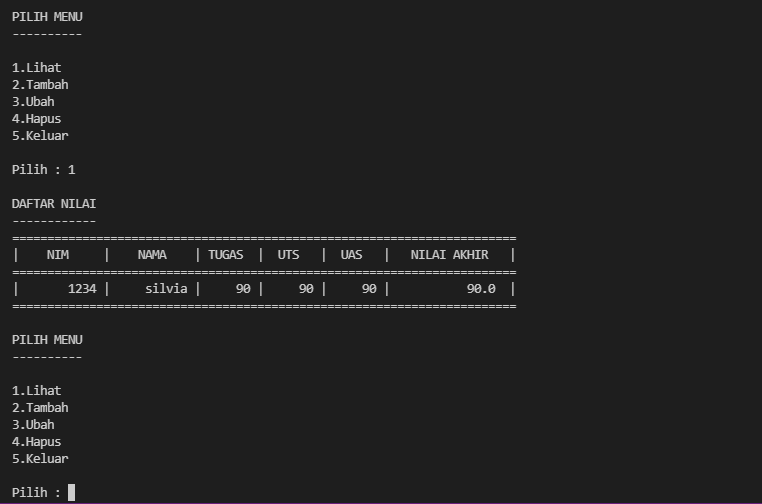 PILIH MENU
----------
1.Lihat
2.Tambah
3.Ubah
4.Hapus
5.Keluar
Pilih : 1
DAFTAR NILAI
------------
========================================================================
|    NIM     |    NAMA    | TUGAS  |  UTS   |  UAS   |   NILAI AKHIR   |
========================================================================
|       1234 |     silvia |     90 |     90 |     90 |           90.0  |
========================================================================
PILIH MENU
----------
1.Lihat
2.Tambah
3.Ubah
4.Hapus
5.Keluar
Pilih :